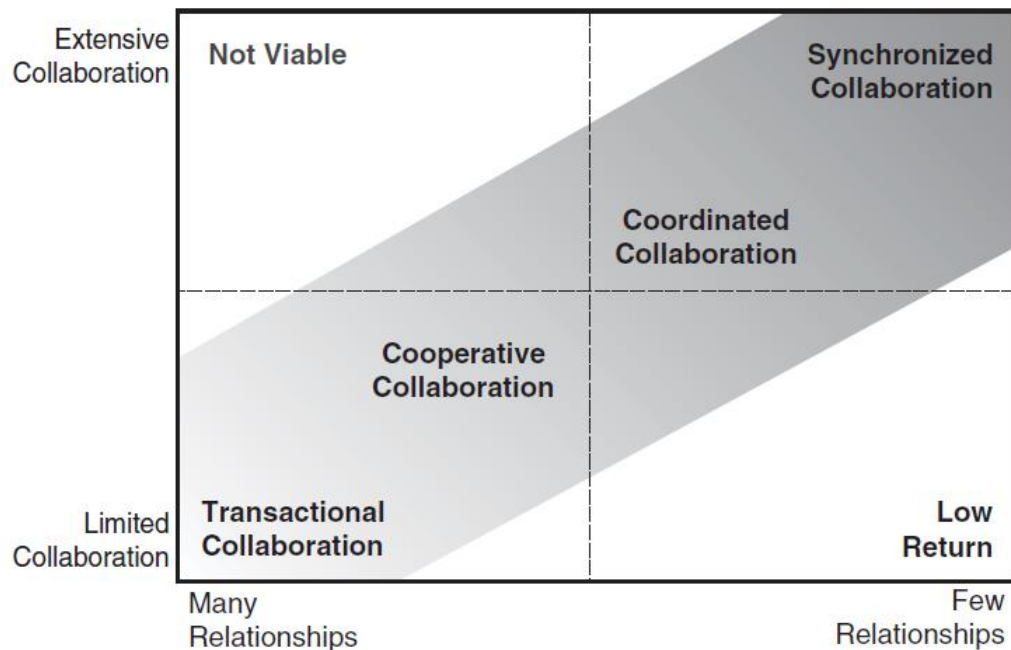 Extensive
Collaboration
Not Viable
Synchronized
Collaboration
Coordinated
Collaboration
Cooperative
Collaboration
Limited
Collaboration
Transactional
Collaboration
Low
Return
Many
Relationships
Few
Relationships